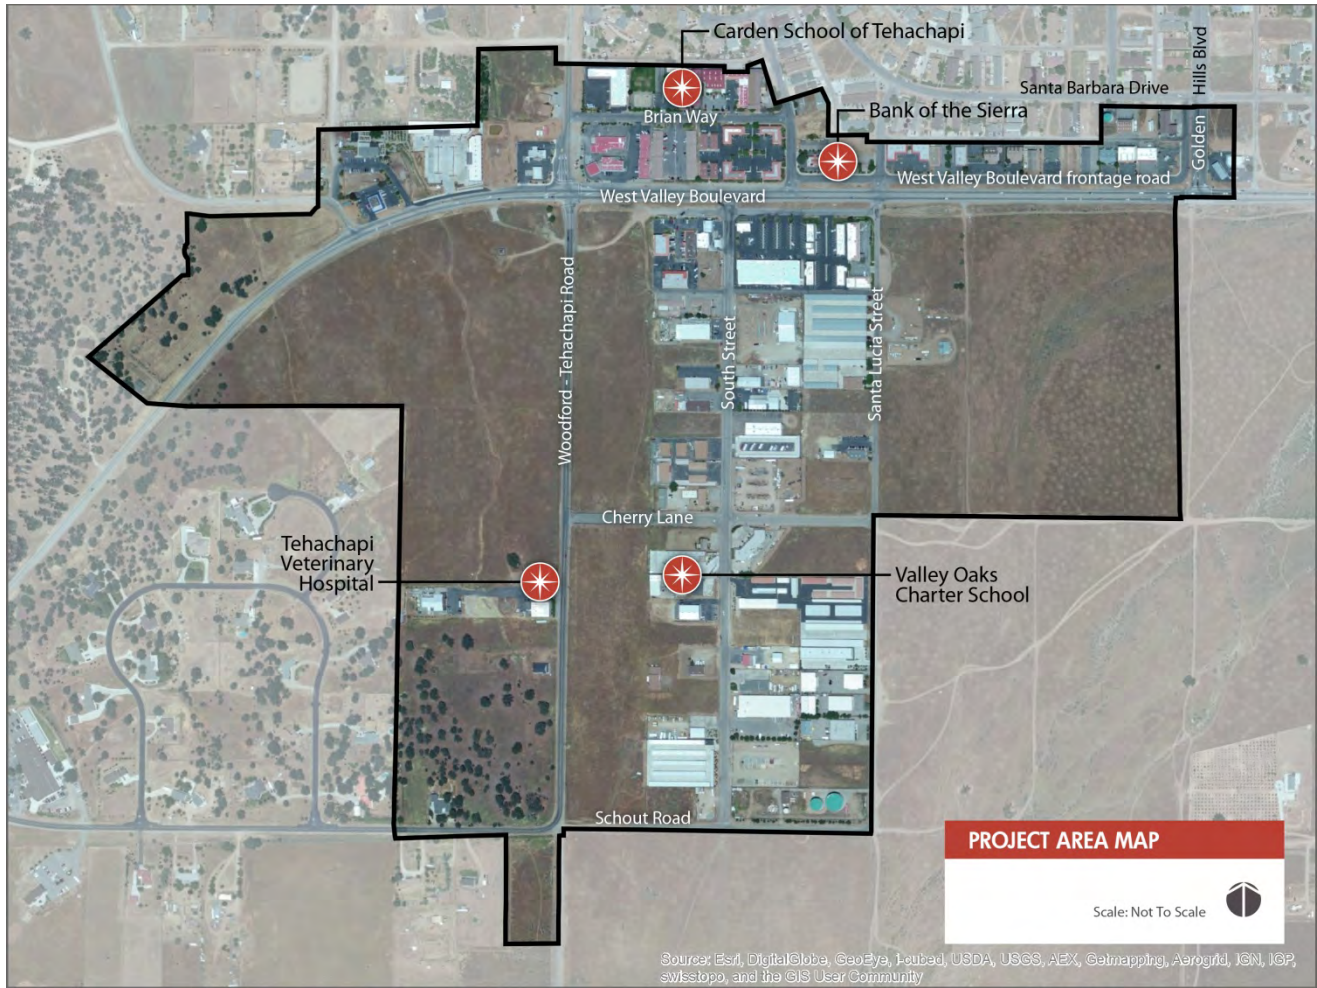 Carden School of Tehachapi
Golden Hills Blvd
Santa Barbara Drive
Bank of the Sierra
Brian Way
West Valley Boulevard frontage road
West Valley Boulevard
Woodford - Tehachapi Road
South Street
Santa Lucia Street
Cherry Lane
Tehachapi
Veterinary
Hospital
Valley Oaks
Charter School
Schout Road
PROJECT AREA MAP
Scale: Not To Scale
Source: Esri, DigitalGlobe, GeoEye, i-cubed, USDA, USGS, AEX, Getmapping, Aerogrid, IGN, IGP,
swisstopo, and the GIS User Community